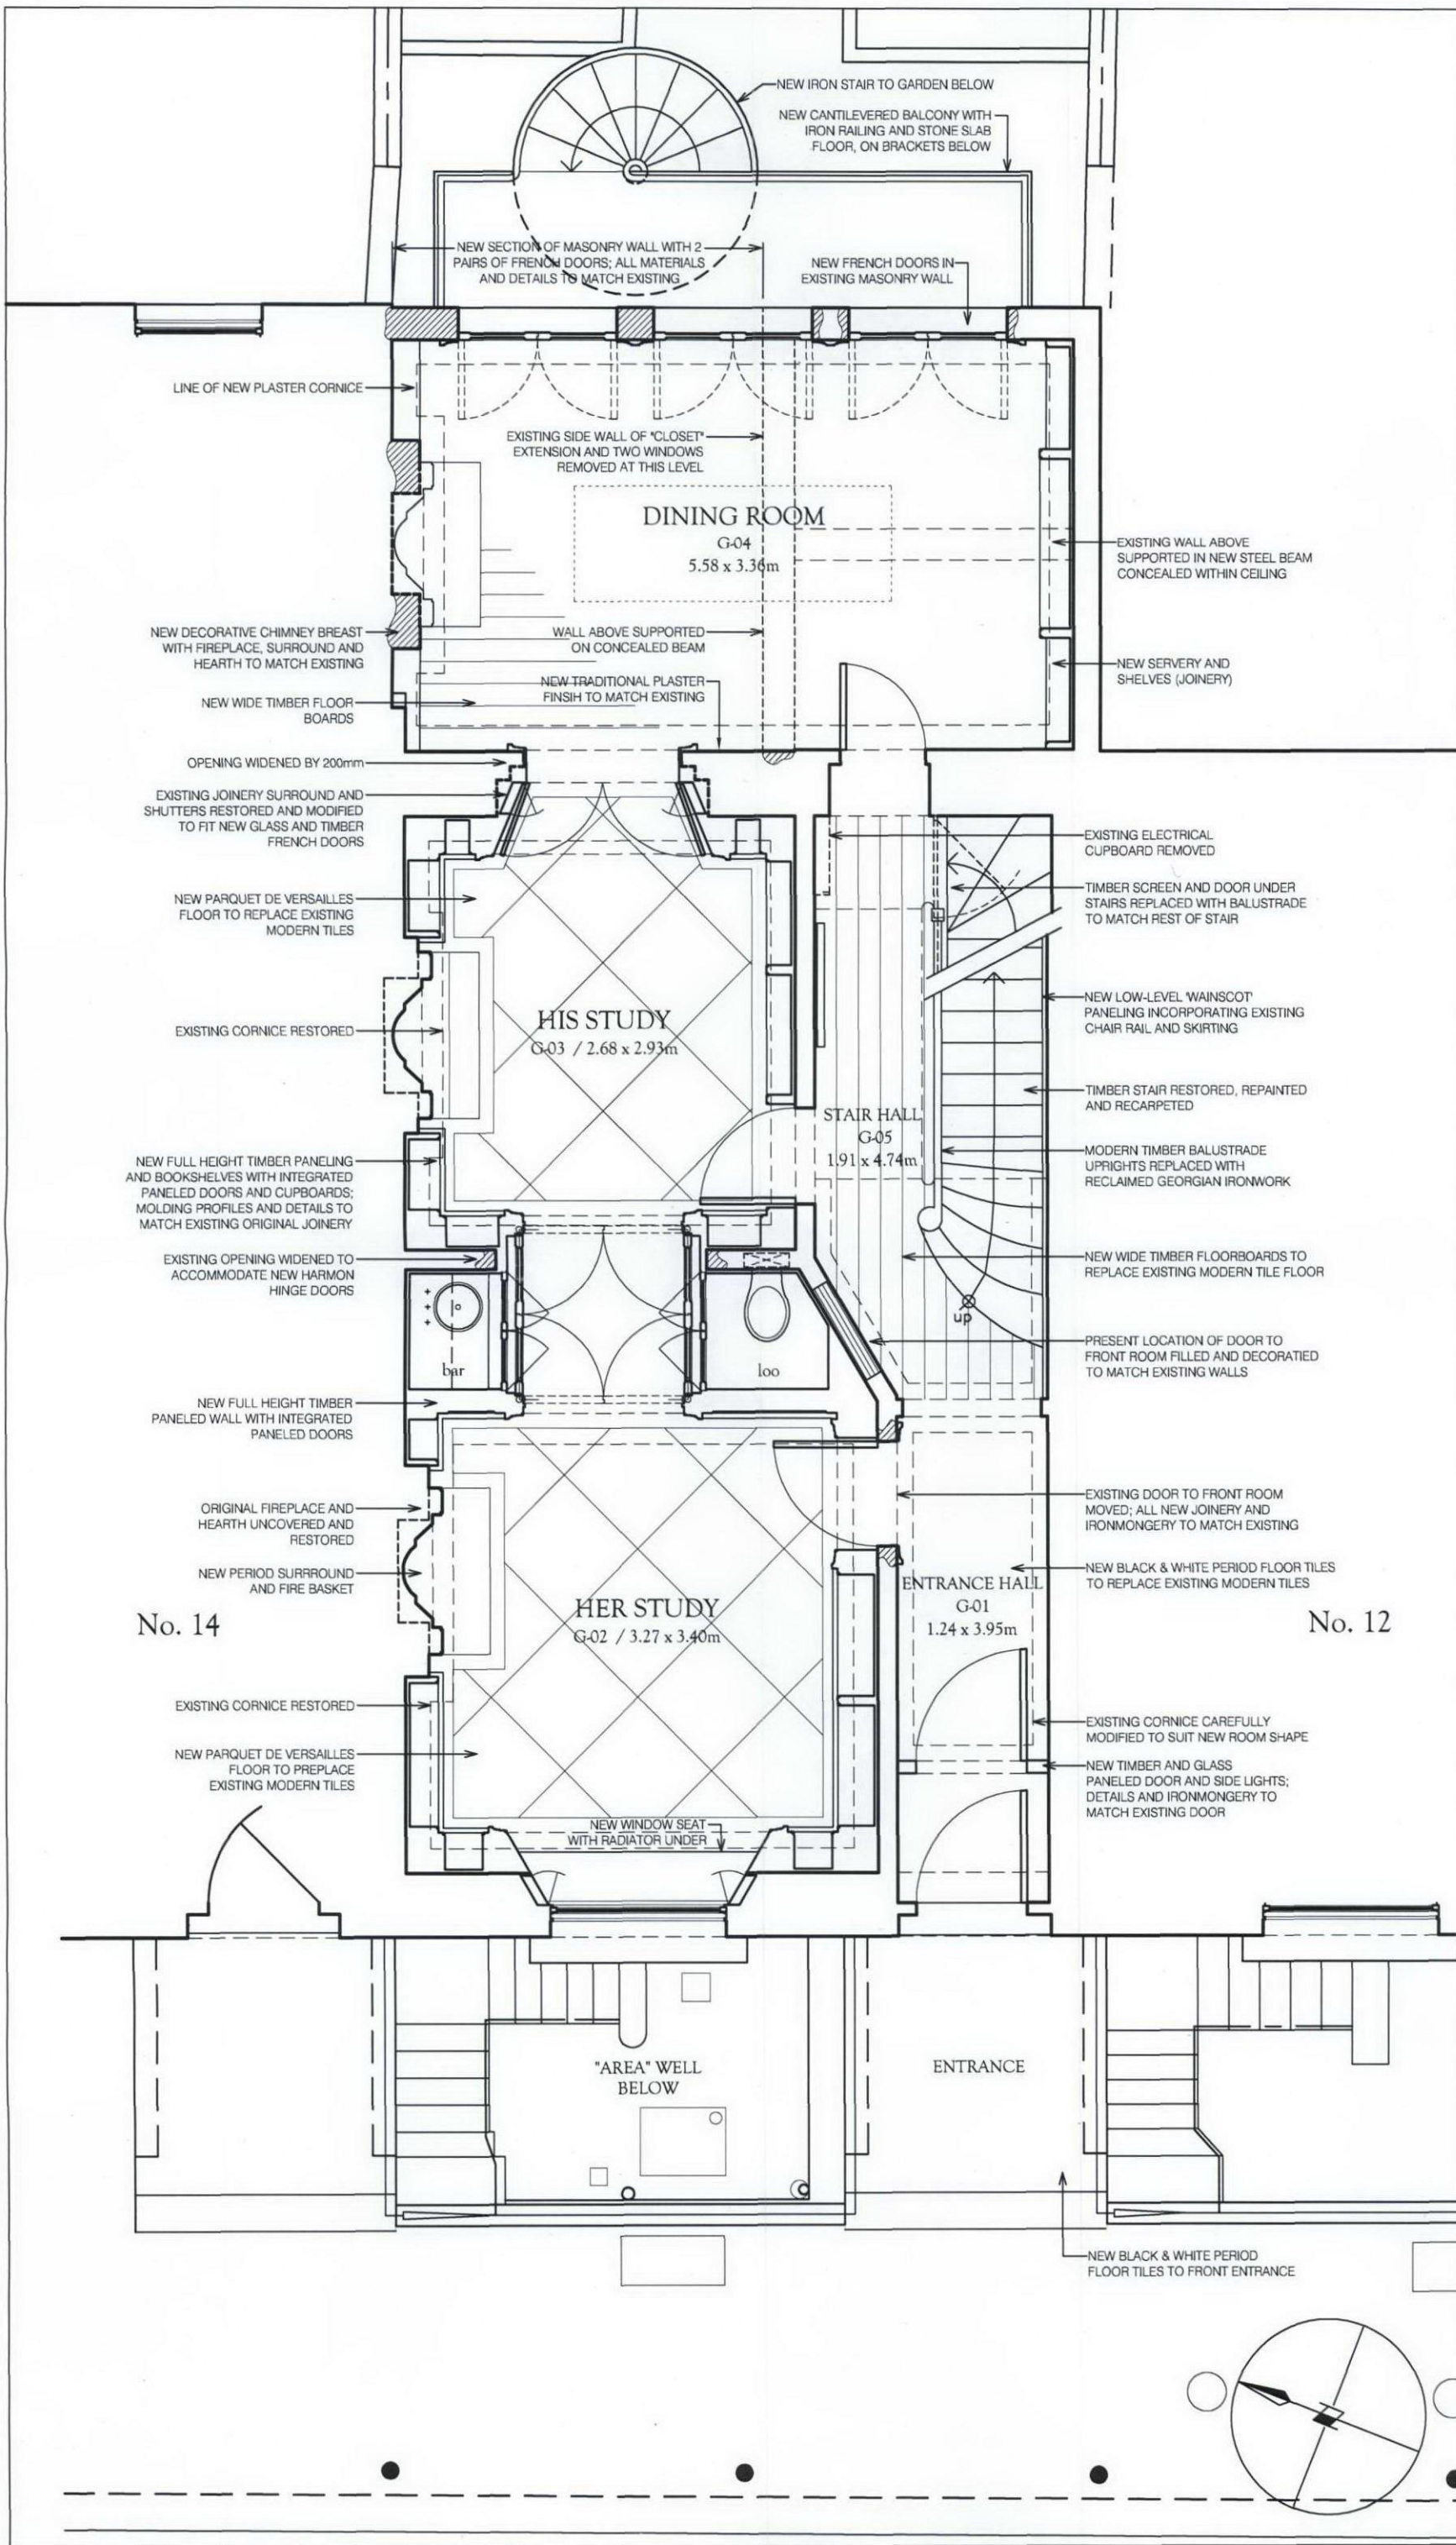 NEW IRON STAIR TO GARDEN BELOW
NEW CANTILEVERED BALCONY WITH
IRON RAILING AND STONE SLAB
FLOOR, ON BRACKETS BELOW
NEW SECTION OF MASONRY WALL WITH 2
PAIRS OF FRENCH DOORS; ALL MATERIALS
AND DETAILS TO MATCH EXISTING
NEW FRENCH DOORS IN
EXISTING MASONRY WALL
LINE OF NEW PLASTER CORNICE
EXISTING SIDE WALL OF "CLOSET"
EXTENSION AND TWO WINDOWS
REMOVED AT THIS LEVEL
DINING ROOM
G-04
5.58 x 3.36m
EXISTING WALL ABOVE
SUPPORTED IN NEW STEEL BEAM
CONCEALED WITHIN CEILING
NEW DECORATIVE CHIMNEY BREAST
WITH FIREPLACE, SURROUND AND
HEARTH TO MATCH EXISTING
WALL ABOVE SUPPORTED
ON CONCEALED BEAM
NEW SERVERY AND
SHELVES (JOINERY)
NEW TRADITIONAL PLASTER
FINSIH TO MATCH EXISTING
NEW WIDE TIMBER FLOOR
BOARDS
OPENING WIDENED BY 200mm
EXISTING JOINERY SURROUND AND
SHUTTERS RESTORED AND MODIFIED
TO FIT NEW GLASS AND TIMBER
FRENCH DOORS
EXISTING ELECTRICAL
CUPBOARD REMOVED
TIMBER SCREEN AND DOOR UNDER
STAIRS REPLACED WITH BALUSTRADE
TO MATCH REST OF STAIR
NEW PARQUET DE VERSAILLES
FLOOR TO REPLACE EXISTING
MODERN TILES
HIS STUDY
G-03 / 2.68 x 2.93m
EXISTING CORNICE RESTORED
NEW LOW-LEVEL 'WAINSCOT'
PANELING INCORPORATING EXISTING
CHAIR RAIL AND SKIRTING
TIMBER STAIR RESTORED, REPAINTED
AND RECARPETED
STAIR HALL
G-05
1.91 x 4.74m
MODERN TIMBER BALUSTRADE
UPRIGHTS REPLACED WITH
RECLAIMED GEORGIAN IRONWORK
NEW FULL HEIGHT TIMBER PANELING
AND BOOKSHELVES WITH INTEGRATED
PANELED DOORS AND CUPBOARDS;
MOLDING PROFILES AND DETAILS TO
MATCH EXISTING ORIGINAL JOINERY
EXISTING OPENING WIDENED TO
ACCOMMODATE NEW HARMON
HINGE DOORS
NEW WIDE TIMBER FLOORBOARDS TO
REPLACE EXISTING MODERN TILE FLOOR
up
bar
loo
PRESENT LOCATION OF DOOR TO
FRONT ROOM FILLED AND DECORATIED
TO MATCH EXISTING WALLS
NEW FULL HEIGHT TIMBER
PANELED WALL WITH INTEGRATED
PANELED DOORS
ORIGINAL FIREPLACE AND
HEARTH UNCOVERED AND
RESTORED
EXISTING DOOR TO FRONT ROOM
MOVED; ALL NEW JOINERY AND
IRONMONGERY TO MATCH EXISTING
NEW PERIOD SURRROUND
AND FIRE BASKET
NEW BLACK & WHITE PERIOD FLOOR TILES
TO REPLACE EXISTING MODERN TILES
ENTRANCE HALL
G-01
1.24 x 3.95m
HER STUDY
G-02 / 3.27 x 3.40m
No. 14
No. 12
EXISTING CORNICE RESTORED
EXISTING CORNICE CAREFULLY
MODIFIED TO SUIT NEW ROOM SHAPE
NEW PARQUET DE VERSAILLES
FLOOR TO PREPLACE
EXISTING MODERN TILES
NEW TIMBER AND GLASS
PANELED DOOR AND SIDE LIGHTS;
DETAILS AND IRONMONGERY TO
MATCH EXISTING DOOR
NEW WINDOW SEAT
WITH RADIATOR UNDER
"AREA" WELL
BELOW
ENTRANCE
NEW BLACK & WHITE PERIOD
FLOOR TILES TO FRONT ENTRANCE